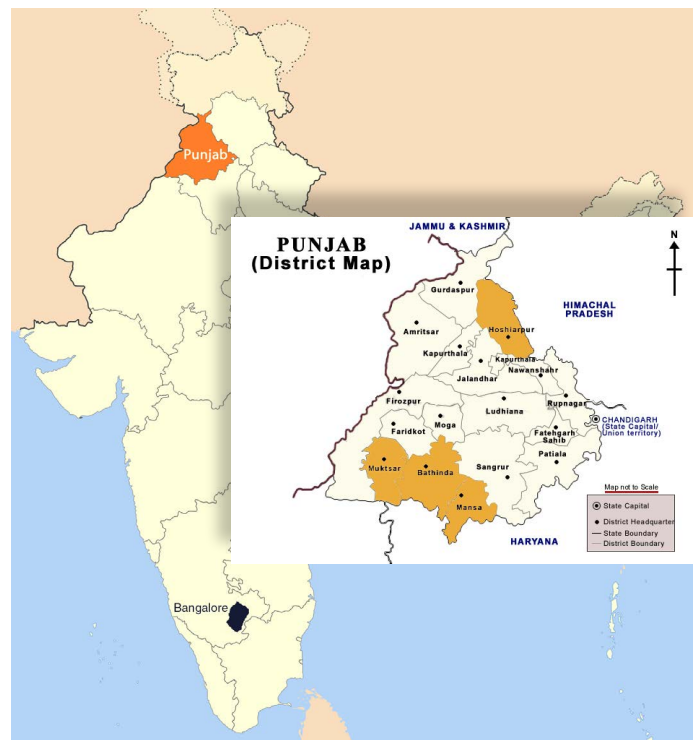 Punjab
JAMMU & KASHMIR
PUNJAB
(District Map)
N
Gurdaspur
HIMACHAL
PRADESH
Amritsar
Hoshiarpur
Kapurthala
Kapurthala
Nawanshahr
Jalandhar
Firozpur
Ludhiana
Rupnagar
Faridkot
Moga
CHANDIGARH
(State Capital/
Union territory)
Fatehgarh
Sahib
Patiala
Muktsar
Bathinda
Sangrur
Mansa
Map not to Scale
State Capital
District Headquarter
State Boundary
District Boundary
HARYANA
Bangalore